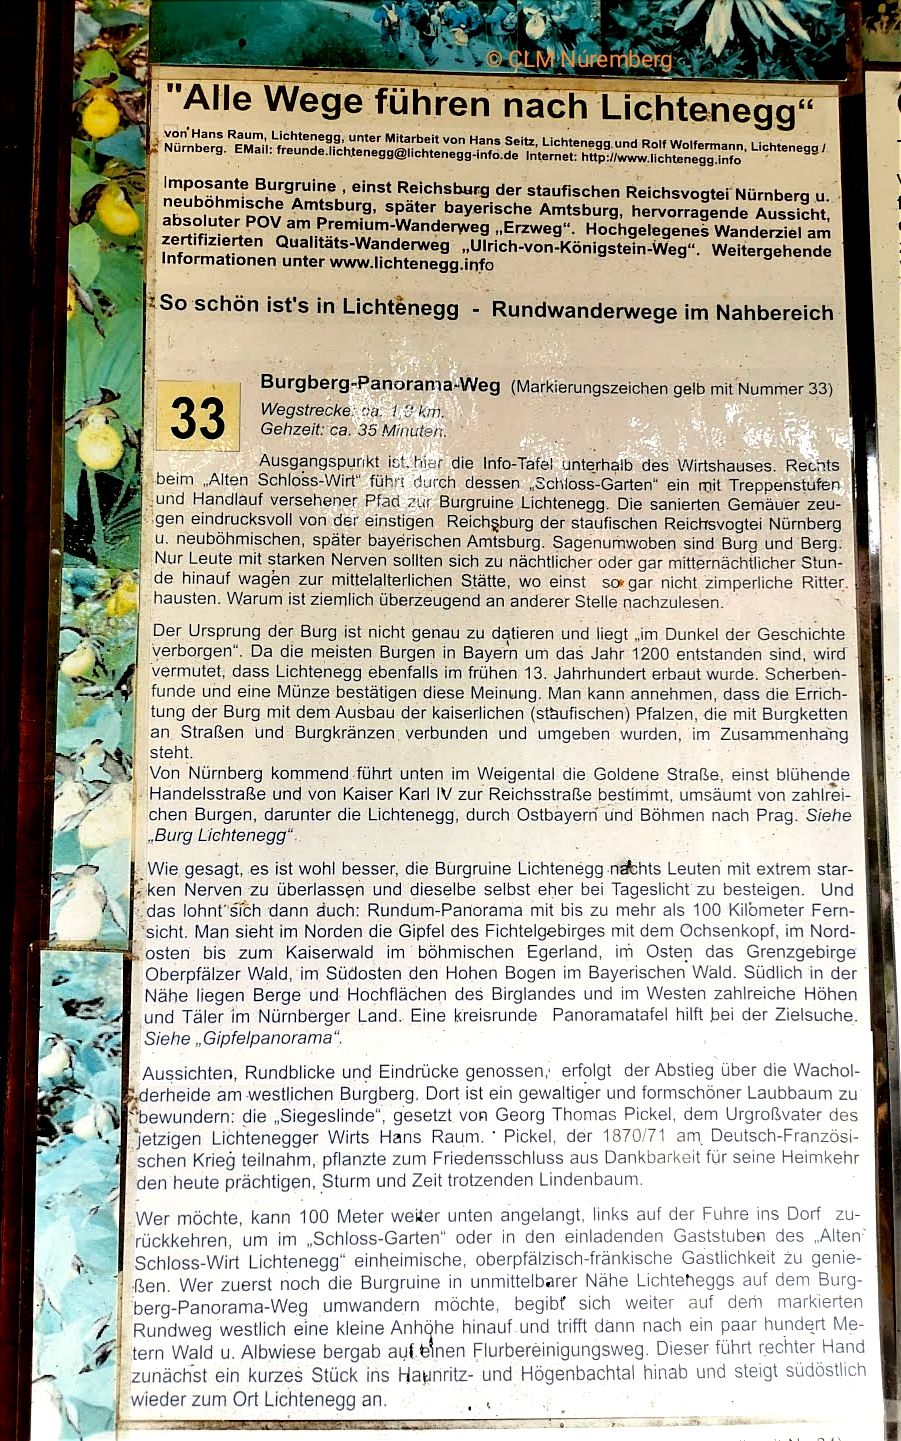 © CLM Nuremberg
"Alle Wege führen nach Lichtenegg“
von Hans Raum, Lichtenegg, unter Mitarbeit von Hans Seitz, Lichtenegg und Rolf Wolfermann, Lichtenegg /
Nürnberg. EMail: freunde.lichtenegg@lichtenegg-info.de Internet: http://www.lichtenegg.info
Imposante Burgruine , einst Reichsburg der staufischen Reichsvogtei Nürnberg u.
neuböhmische Amtsburg, später bayerische Amtsburg, hervorragende Aussicht,
absoluter POV am Premium-Wanderweg „Erzweg“. Hochgelegenes Wanderziel am
zertifizierten Qualitäts-Wanderweg „Ulrich-von-Königstein-Weg“. Weitergehende
Informationen unter www.lichtenegg.info
So schön ist's in Lichtenegg - Rundwanderwege im Nahbereich
33
Burgberg-Panorama-Weg (Markierungszeichen gelb mit Nummer 33)
Wegstrecke: ca. km.
Gehzeit: ca. 35 Minuten.
Ausgangspunkt ist hier die Info-Tafel unterhalb des Wirtshauses. Rechts
beim „Alten Schloss-Wirt“ führt durch dessen „Schloss-Garten“ ein mit Treppenstufen
und Handlauf versehener Pfad zur Burgruine Lichtenegg. Die sanierten Gemäuer zeu-
gen eindrucksvoll von der einstigen Reichsburg der staufischen Reichsvogtei Nürnberg
u. neuböhmischen, später bayerischen Amtsburg. Sagenumwoben sind Burg und Berg.
Nur Leute mit starken Nerven sollten sich zu nächtlicher oder gar mitternächtlicher Stun-
de hinauf wagen zur mittelalterlichen Stätte, wo einst so gar nicht zimperliche Ritter
hausten. Warum ist ziemlich überzeugend an anderer Stelle nachzulesen.
Der Ursprung der Burg ist nicht genau zu datieren und liegt „im Dunkel der Geschichte
verborgen“. Da die meisten Burgen in Bayern um das Jahr 1200 entstanden sind, wird
vermutet, dass Lichtenegg ebenfalls im frühen 13. Jahrhundert erbaut wurde. Scherben-
funde und eine Münze bestätigen diese Meinung. Man kann annehmen, dass die Errich-
tung der Burg mit dem Ausbau der kaiserlichen (staufischen) Pfalzen, die mit Burgketten
an Straßen und Burgkränzen verbunden und umgeben wurden, im Zusammenhang
steht.
Von Nürnberg kommend führt unten im Weigental die Goldene Straße, einst blühende
Handelsstraße und von Kaiser Karl IV zur Reichsstraße bestimmt, umsäumt von zahlrei-
chen Burgen, darunter die Lichtenegg, durch Ostbayern und Böhmen nach Prag. Siehe
„Burg Lichtenegg“.
Wie gesagt, es ist wohl besser, die Burgruine Lichtenegg nachts Leuten mit extrem star-
ken Nerven zu überlassen und dieselbe selbst eher bei Tageslicht zu besteigen. Und
das lohnt sich dann auch: Rundum-Panorama mit bis zu mehr als 100 Kilometer Fern-
sicht. Man sieht im Norden die Gipfel des Fichtelgebirges mit dem Ochsenkopf, im Nord-
osten bis zum Kaiserwald im böhmischen Egerland, im Osten das Grenzgebirge
Oberpfälzer Wald, im Südosten den Hohen Bogen im Bayerischen Wald. Südlich in der
Nähe liegen Berge und Hochflächen des Birglandes und im Westen zahlreiche Höhen
und Täler im Nürnberger Land. Eine kreisrunde Panoramatafel hilft bei der Zielsuche.
Siehe „Gipfelpanorama“.
Aussichten, Rundblicke und Eindrücke genossen, erfolgt der Abstieg über die Wachol-
derheide am westlichen Burgberg. Dort ist ein gewaltiger und formschöner Laubbaum zu
bewundern: die „Siegeslinde“, gesetzt von Georg Thomas Pickel, dem Urgroßvater des
jetzigen Lichtenegger Wirts Hans Raum. Pickel, der 1870/71 am Deutsch-Französi-
schen Krieg teilnahm, pflanzte zum Friedensschluss aus Dankbarkeit für seine Heimkehr
den heute prächtigen, Sturm und Zeit trotzenden Lindenbaum.
Wer möchte, kann 100 Meter weiter unten angelangt, links auf der Fuhre ins Dorf zu-
rückkehren, um im „Schloss-Garten“ oder in den einladenden Gaststuben des „Alten
Schloss-Wirt Lichtenegg“ einheimische, oberpfälzisch-fränkische Gastlichkeit zu genie-
ßen. Wer zuerst noch die Burgruine in unmittelbarer Nähe Lichteneggs auf dem Burg-
berg-Panorama-Weg umwandern möchte, begibt sich weiter auf dem markierten
Rundweg westlich eine kleine Anhöhe hinauf und trifft dann nach ein paar hundert Me-
tern Wald u. Albwiese bergab auf einen Flurbereinigungsweg. Dieser führt rechter Hand
zunächst ein kurzes Stück ins Haunritz- und Högenbachtal hinab und steigt südöstlich
wieder zum Ort Lichtenegg an.